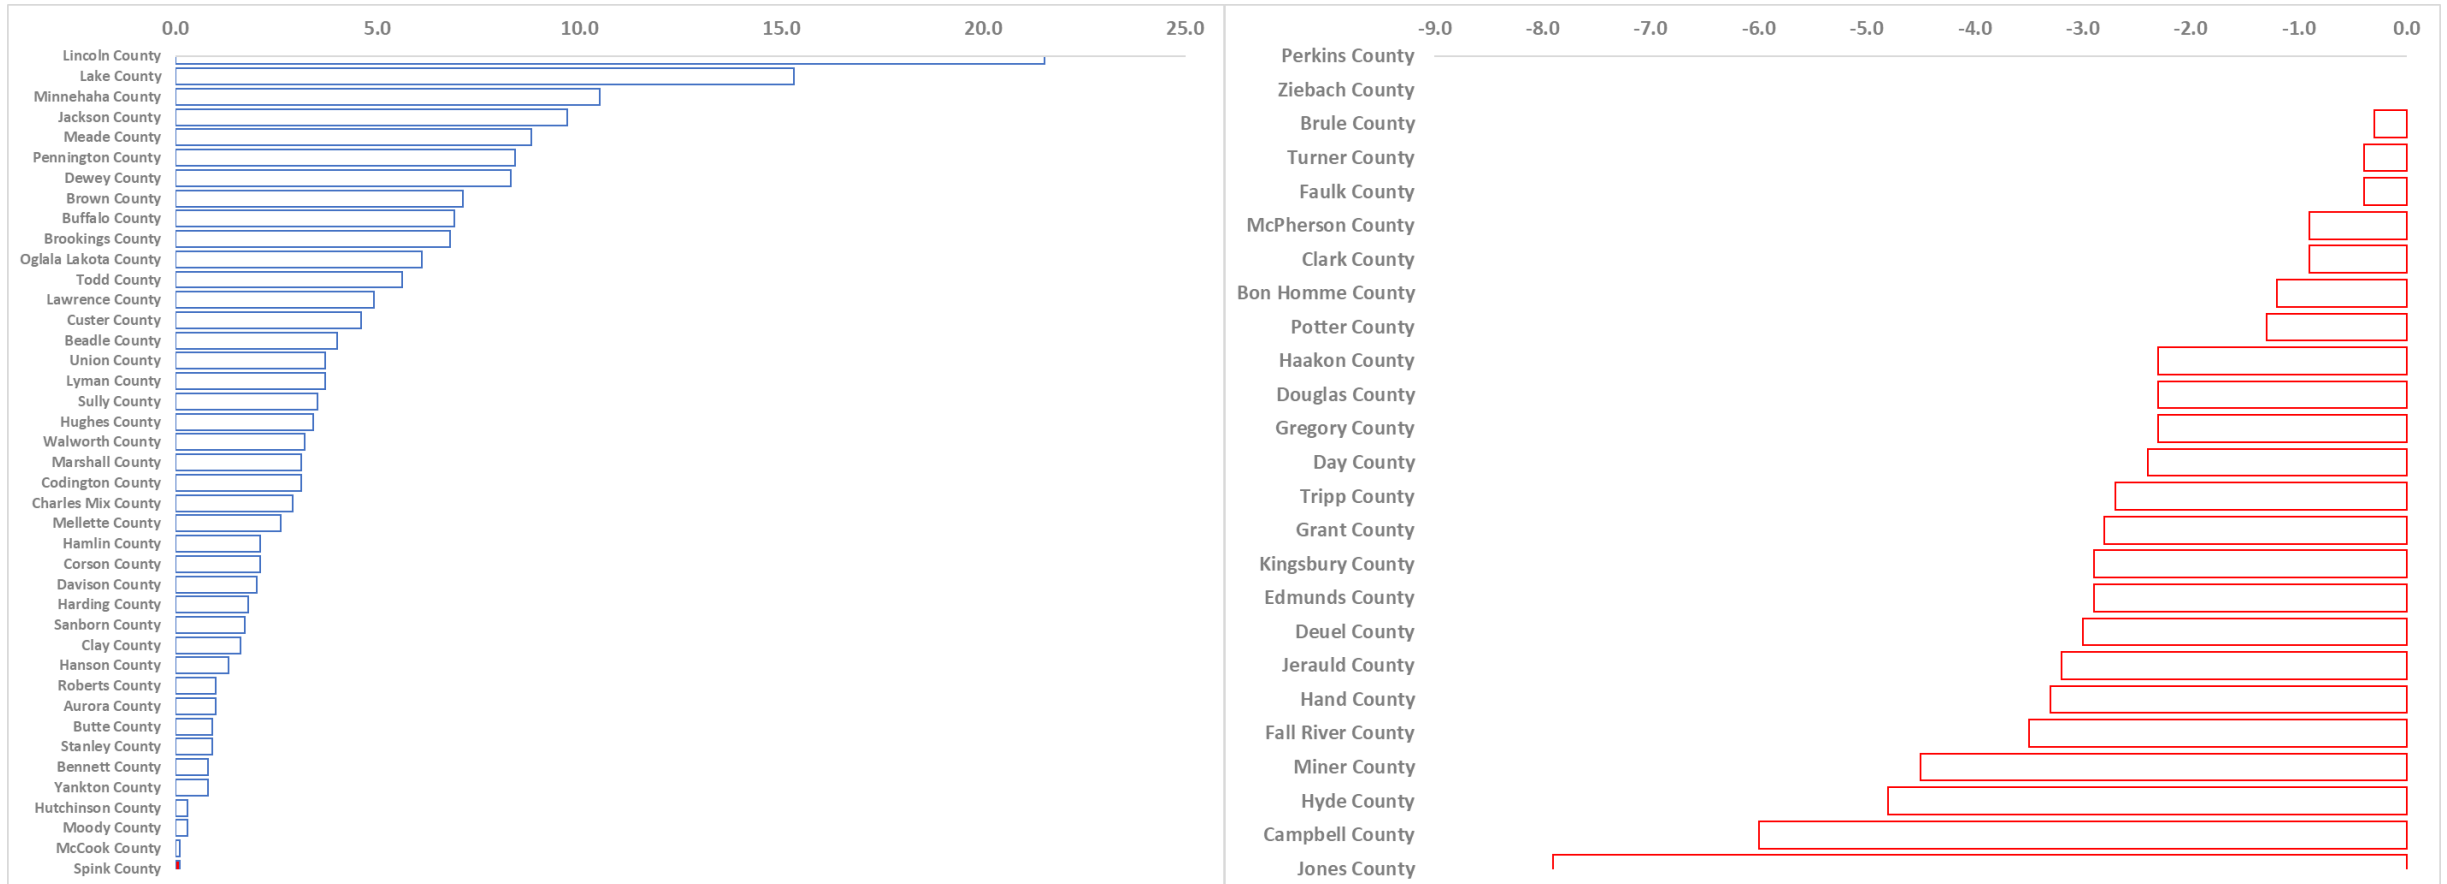 0.0 5.0 10.0 15.0 20.0 25.0
Lincoln County
Lake County
Minnehaha County
Jackson County
Meade County
Pennington County
Dewey County
Brown County
Buffalo County
Brookings County
Oglala Lakota County
Todd County
Lawrence County
Custer County
Beadle County
Union County
Lyman County
Sully County
Hughes County
Walworth County
Marshall County
Codington County
Charles Mix County
Mellette County
Hamlin County
Corson County
Davison County
Harding County
Sanborn County
Clay County
Hanson County
Roberts County
Aurora County
Butte County
Stanley County
Bennett County
Yankton County
Hutchinson County
Moody County
McCook County
Spink County
-9.0 -8.0 -7.0 -6.0 -5.0 -4.0 -3.0 -2.0 -1.0 0.0
Perkins County
Ziebach County
Brule County
Turner County
Faulk County
McPherson County
Clark County
Bon Homme County
Potter County
Haakon County
Douglas County
Gregory County
Day County
Tripp County
Grant County
Kingsbury County
Edmunds County
Deuel County
Jerauld County
Hand County
Fall River County
Miner County
Hyde County
Campbell County
Jones County